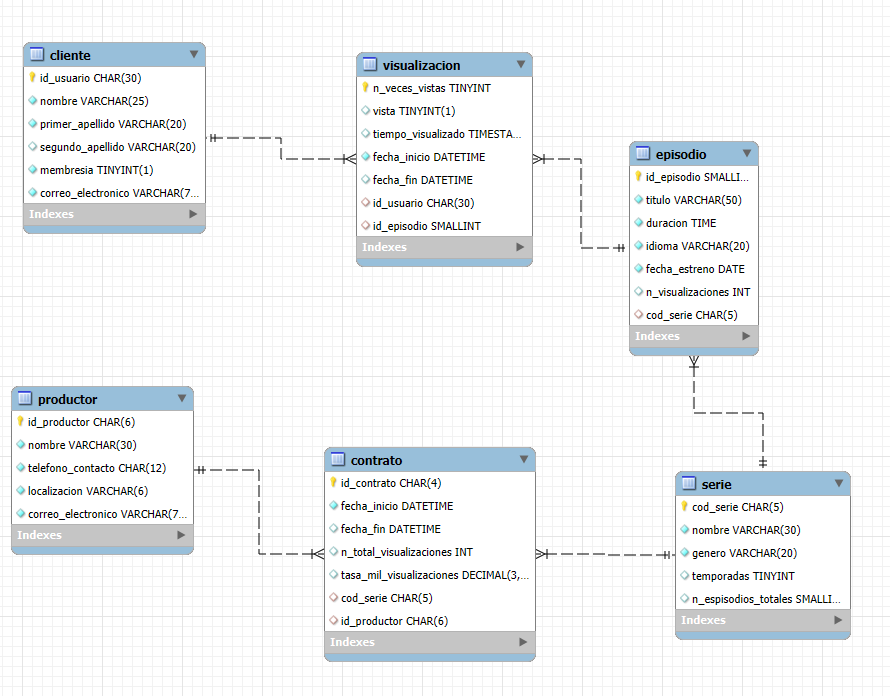 cliente
id_usuario CHAR(30)
nombre VARCHAR(25)
primer_apellido VARCHAR(20)
segundo_apellido VARCHAR(20)
membresia TINYINT(1)
correo_electronico VARCHAR(7...
Indexes
visualizacion
n_veces_vistas TINYINT
vista TINYINT(1)
tiempo_visualizado TIMESTA...
fecha_inicio DATETIME
fecha_fin DATETIME
id_usuario CHAR(30)
id_episodio SMALLINT
Indexes
episodio
id_episodio SMALLI...
titulo VARCHAR(50)
duracion TIME
idioma VARCHAR(20)
fecha_estreno DATE
n_visualizaciones INT
cod_serie CHAR(5)
Indexes
productor
id_productor CHAR(6)
nombre VARCHAR(30)
telefono_contacto CHAR(12)
localizacion VARCHAR(6)
correo_electronico VARCHAR(7...
Indexes
contrato
id_contrato CHAR(4)
fecha_inicio DATETIME
fecha_fin DATETIME
n_total_visualizaciones INT
tasa_mil_visualizaciones DECIMAL(3,...
cod_serie CHAR(5)
id_productor CHAR(6)
Indexes
serie
cod_serie CHAR(5)
nombre VARCHAR(30)
genero VARCHAR(20)
temporadas TINYINT
n_espisodios_totales SMALLI...
Indexes